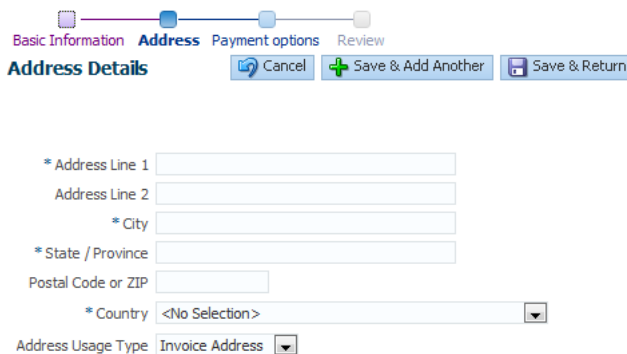 Basic Information Address Payment options Review
Address Details Cancel Save & Add Another Save & Return
* Address Line 1
Address Line 2
* City
* State / Province
Postal Code or ZIP
* Country <No Selection>
Address Usage Type Invoice Address